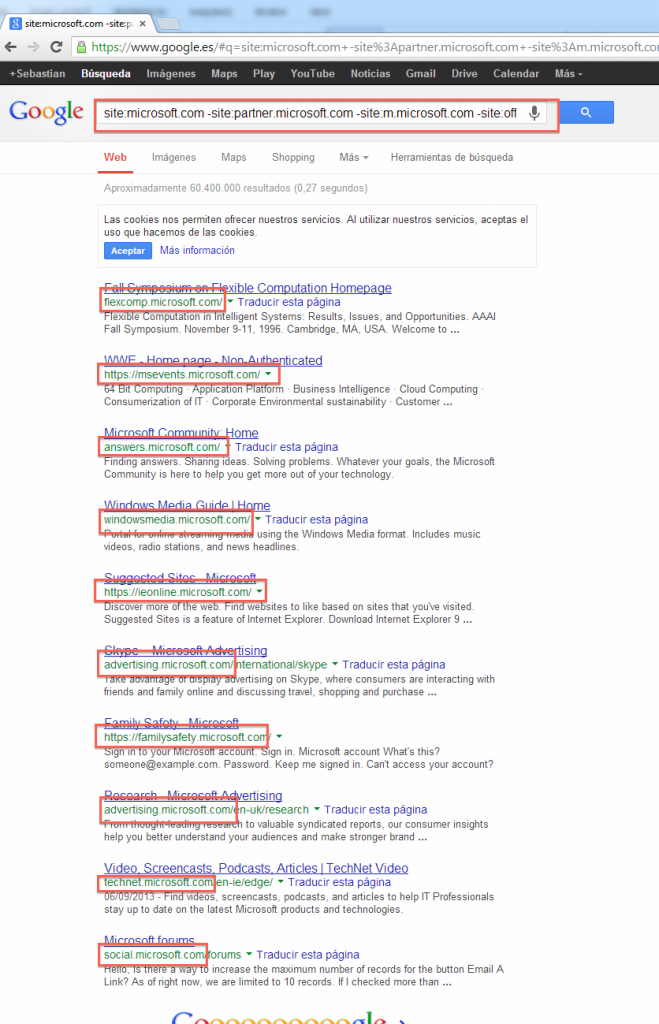 site:microsoft.com -site:p
https://www.google.es/#q=site:microsoft.com+-site%3Apartner.microsoft.com+-site%3Am.microsoft.co
+Sebastian Búsqueda Imágenes Maps Play YouTube Noticias Gmail Drive Calendar Más
Google site:microsoft.com -site:partner.microsoft.com -site:m.microsoft.com -site:off
Web Imágenes Maps Shopping Más Herramientas de búsqueda
Aproximadamente 60.400.000 resultados (0,27 segundos)
Las cookies nos permiten ofrecer nuestros servicios. Al utilizar nuestros servicios, aceptas el
uso que hacemos de las cookies.
Aceptar Más información
Fall Symposium on Flexible Computation Homepage
flexcomp.microsoft.com/ Traducir esta página
Flexible Computation in Intelligent Systems: Results, Issues, and Opportunities. AAAI
Fall Symposium. November 9-11, 1996. Cambridge, MA, USA. Welcome to ...
WWE - Home page - Non-Authenticated
https://msevents.microsoft.com/
64 Bit Computing · Application Platform · Business Intelligence · Cloud Computing ·
Consumerization of IT · Corporate Environmental sustainability · Customer ...
Microsoft Community: Home
answers.microsoft.com/ Traducir esta página
Finding answers. Sharing ideas. Solving problems. Whatever your goals, the Microsoft
Community is here to help you get more out of your technology.
Windows Media Guide | Home
windowsmedia.microsoft.com/ Traducir esta página
Portal for online streaming media using the Windows Media format. Includes music
videos, radio stations, and news headlines.
Suggested Sites - Microsoft
https://ieonline.microsoft.com/
Discover more of the web. Find websites to like based on sites that you've visited.
Suggested Sites is a feature of Internet Explorer. Download Internet Explorer 9 ...
Skype - Microsoft Advertising
advertising.microsoft.com/international/skype Traducir esta página
Take advantage of display advertising on Skype, where consumers are interacting with
friends and family online and discussing travel, shopping and purchase ...
Family Safety - Microsoft
https://familysafety.microsoft.com/
Sign in to your Microsoft account. Sign in. Microsoft account What's this?
someone@example.com. Password. Keep me signed in. Can't access your account?
Research - Microsoft Advertising
advertising.microsoft.com/en-uk/research Traducir esta página
From thought-leading research to valuable syndicated reports, our consumer insights
help you better understand your audiences and make stronger brand ...
Video, Screencasts, Podcasts, Articles | TechNet Video
technet.microsoft.com/en-ie/edge/ Traducir esta página
06/09/2013 - Find videos, screencasts, podcasts, and articles to help IT Professionals
stay up to date on the latest Microsoft products and technologies.
Microsoft forums
social.microsoft.com/forums Traducir esta página
Hello, Is there a way to increase the maximum number of records for the button Email A
Link? As of right now, we are limited to 10 records. If I checked more than ...